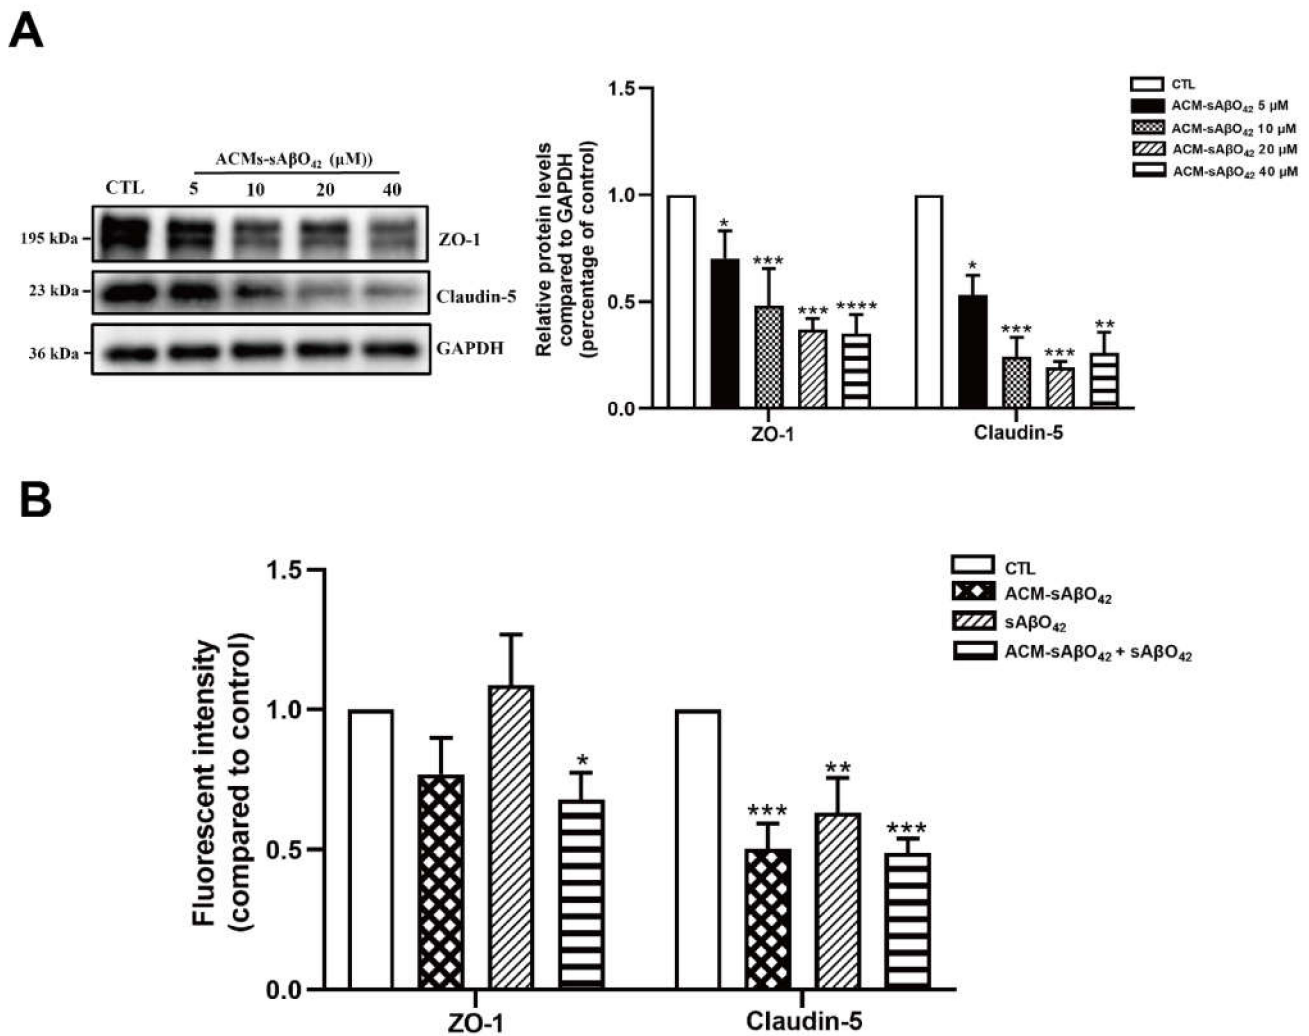 A
ACMs-sAβO42 (μM))
CTL 5 10 20 40
195 kDa
ZO-1
23 kDa
Claudin-5
36 kDa
GAPDH
Relative protein levels
compared to GAPDH
(percentage of control)
1.5
1.0
0.5
0.0
* *** *** ****
* *** *** **
ZO-1 Claudin-5
CTL
ACM-sAβO42 5 μM
ACM-sAβO42 10 μM
ACM-sAβO42 20 μM
ACM-sAβO42 40 μM
B
Fluorescent intensity
(compared to control)
1.5
1.0
0.5
0.0
*
*** ** ***
ZO-1 Claudin-5
CTL
ACM-sAβO42
sAβO42
ACM-sAβO42 + sAβO42